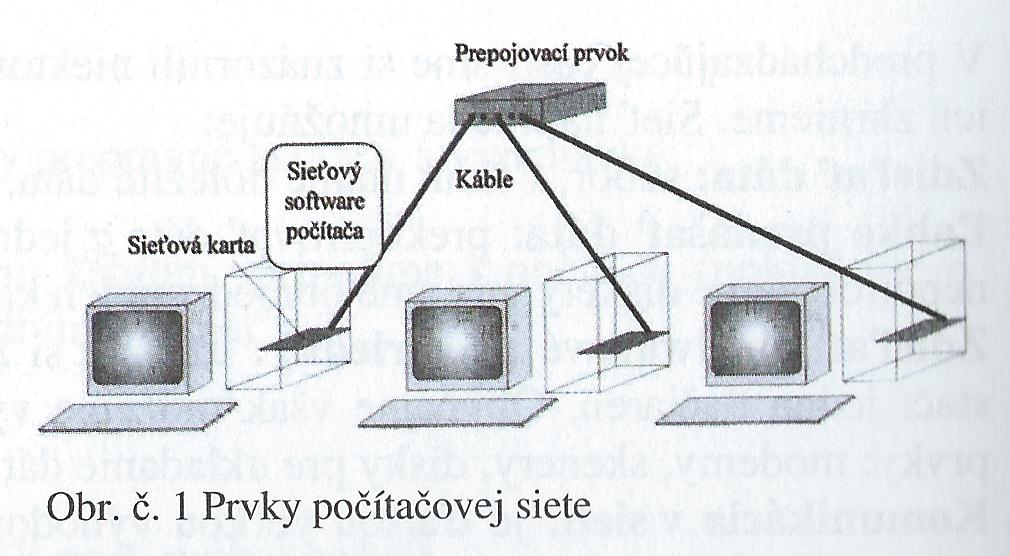 Prepojovací prvok
Sieťový
software
počítača
Káble
Sieťová karta
Obr. č. 1 Prvky počítačovej siete